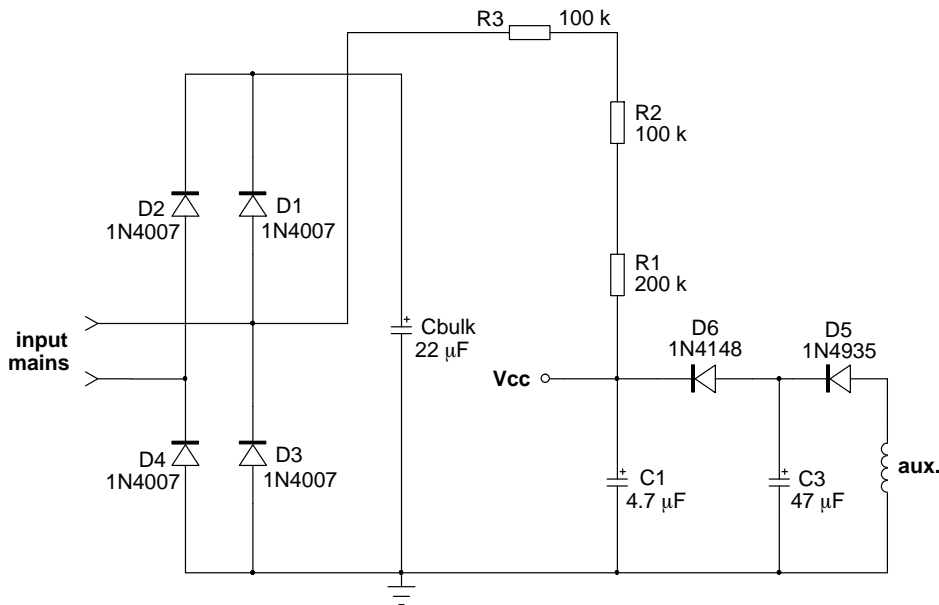 R3
100 k
R2
100 k
D2
1N4007
D1
1N4007
R1
200 k
input
mains
Cbulk
22 μF
+
D6
1N4148
D5
1N4935
Vcc
D4
1N4007
D3
1N4007
+
C1
4.7 μF
+
C3
47 μF
aux.